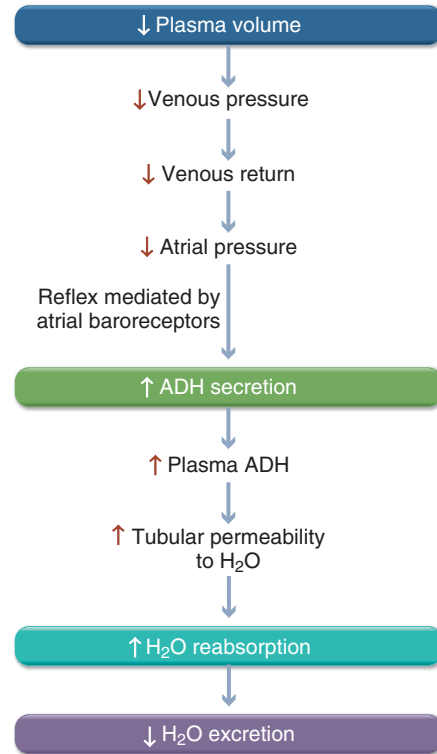 ↓ Plasma volume
↓ Venous pressure
↓ Venous return
↓ Atrial pressure
Reflex mediated by
atrial baroreceptors
↑ ADH secretion
↑ Plasma ADH
↑ Tubular permeability
to H₂O
↑ H₂O reabsorption
↓ H₂O excretion